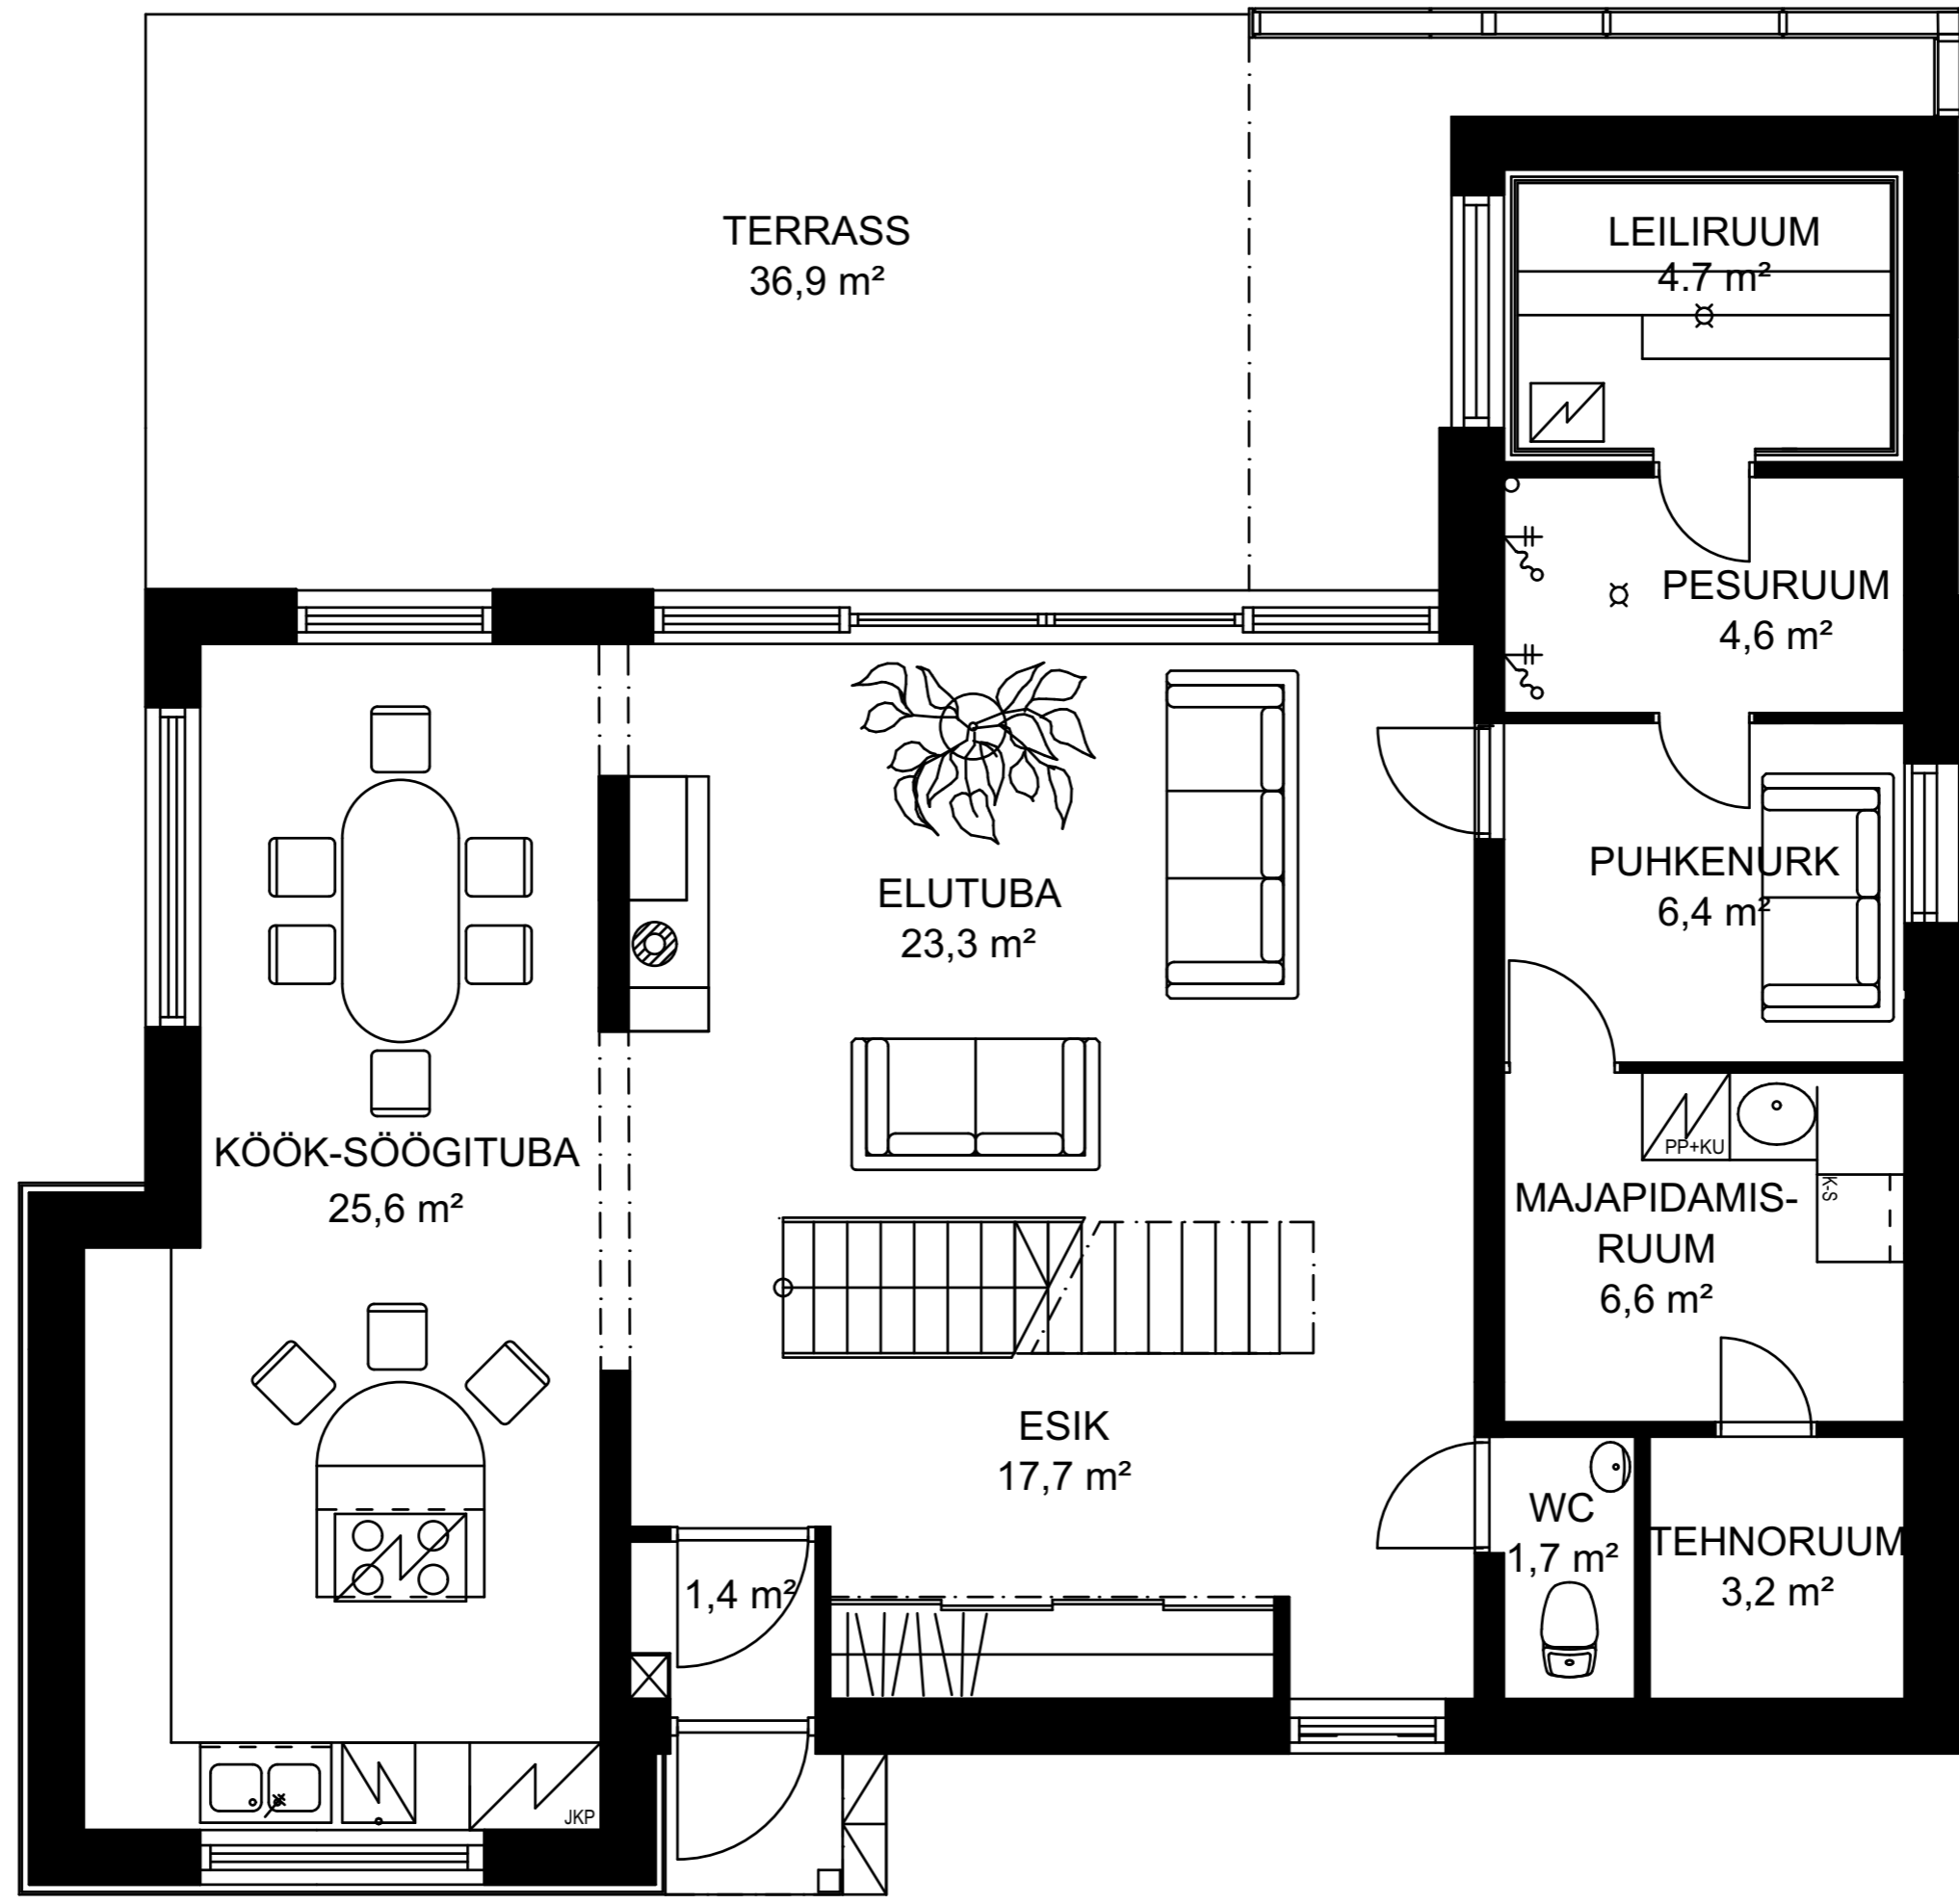 TERRASS
36,9 m²
LEILIRUUM
4.7 m²
PESURUUM
4,6 m²
PUHKENURK
6,4 m²
ELUTUBA
23,3 m²
KÖÖK-SÖÖGITUBA
25,6 m²
PP+KU
K-S
MAJAPIDAMIS-
RUUM
6,6 m²
ESIK
17,7 m²
WC
1,7 m²
TEHNORUUM
3,2 m²
1,4 m²
JKP